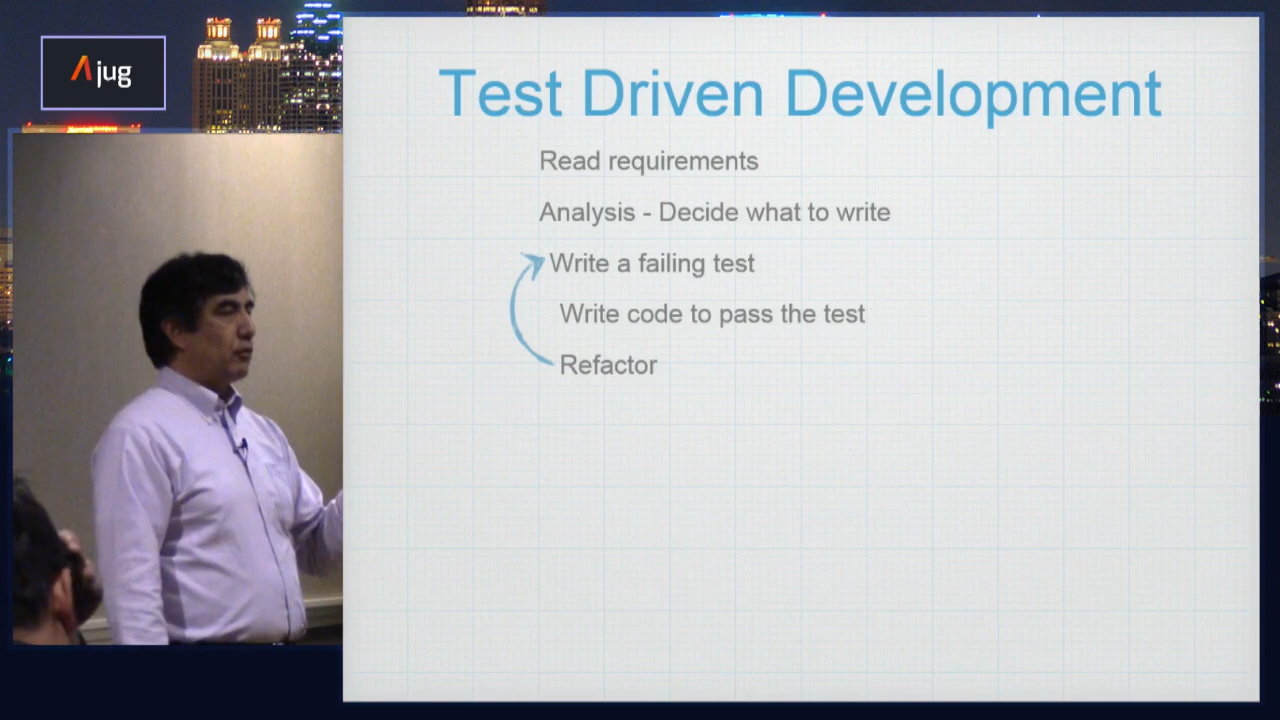 jug
Test Driven Development
Read requirements
Analysis - Decide what to write
Write a failing test
Write code to pass the test
Refactor